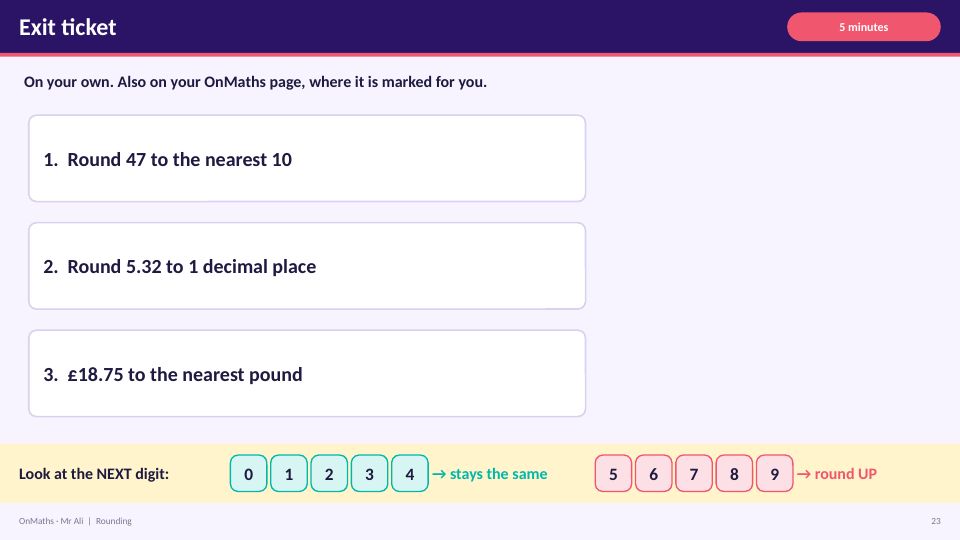 Exit ticket
5 minutes
On your own. Also on your OnMaths page, where it is marked for you.
1. Round 47 to the nearest 10
2. Round 5.32 to 1 decimal place
3. £18.75 to the nearest pound
Look at the NEXT digit: 0 1 2 3 4 → stays the same 5 6 7 8 9 → round UP
OnMaths - Mr Ali | Rounding
23